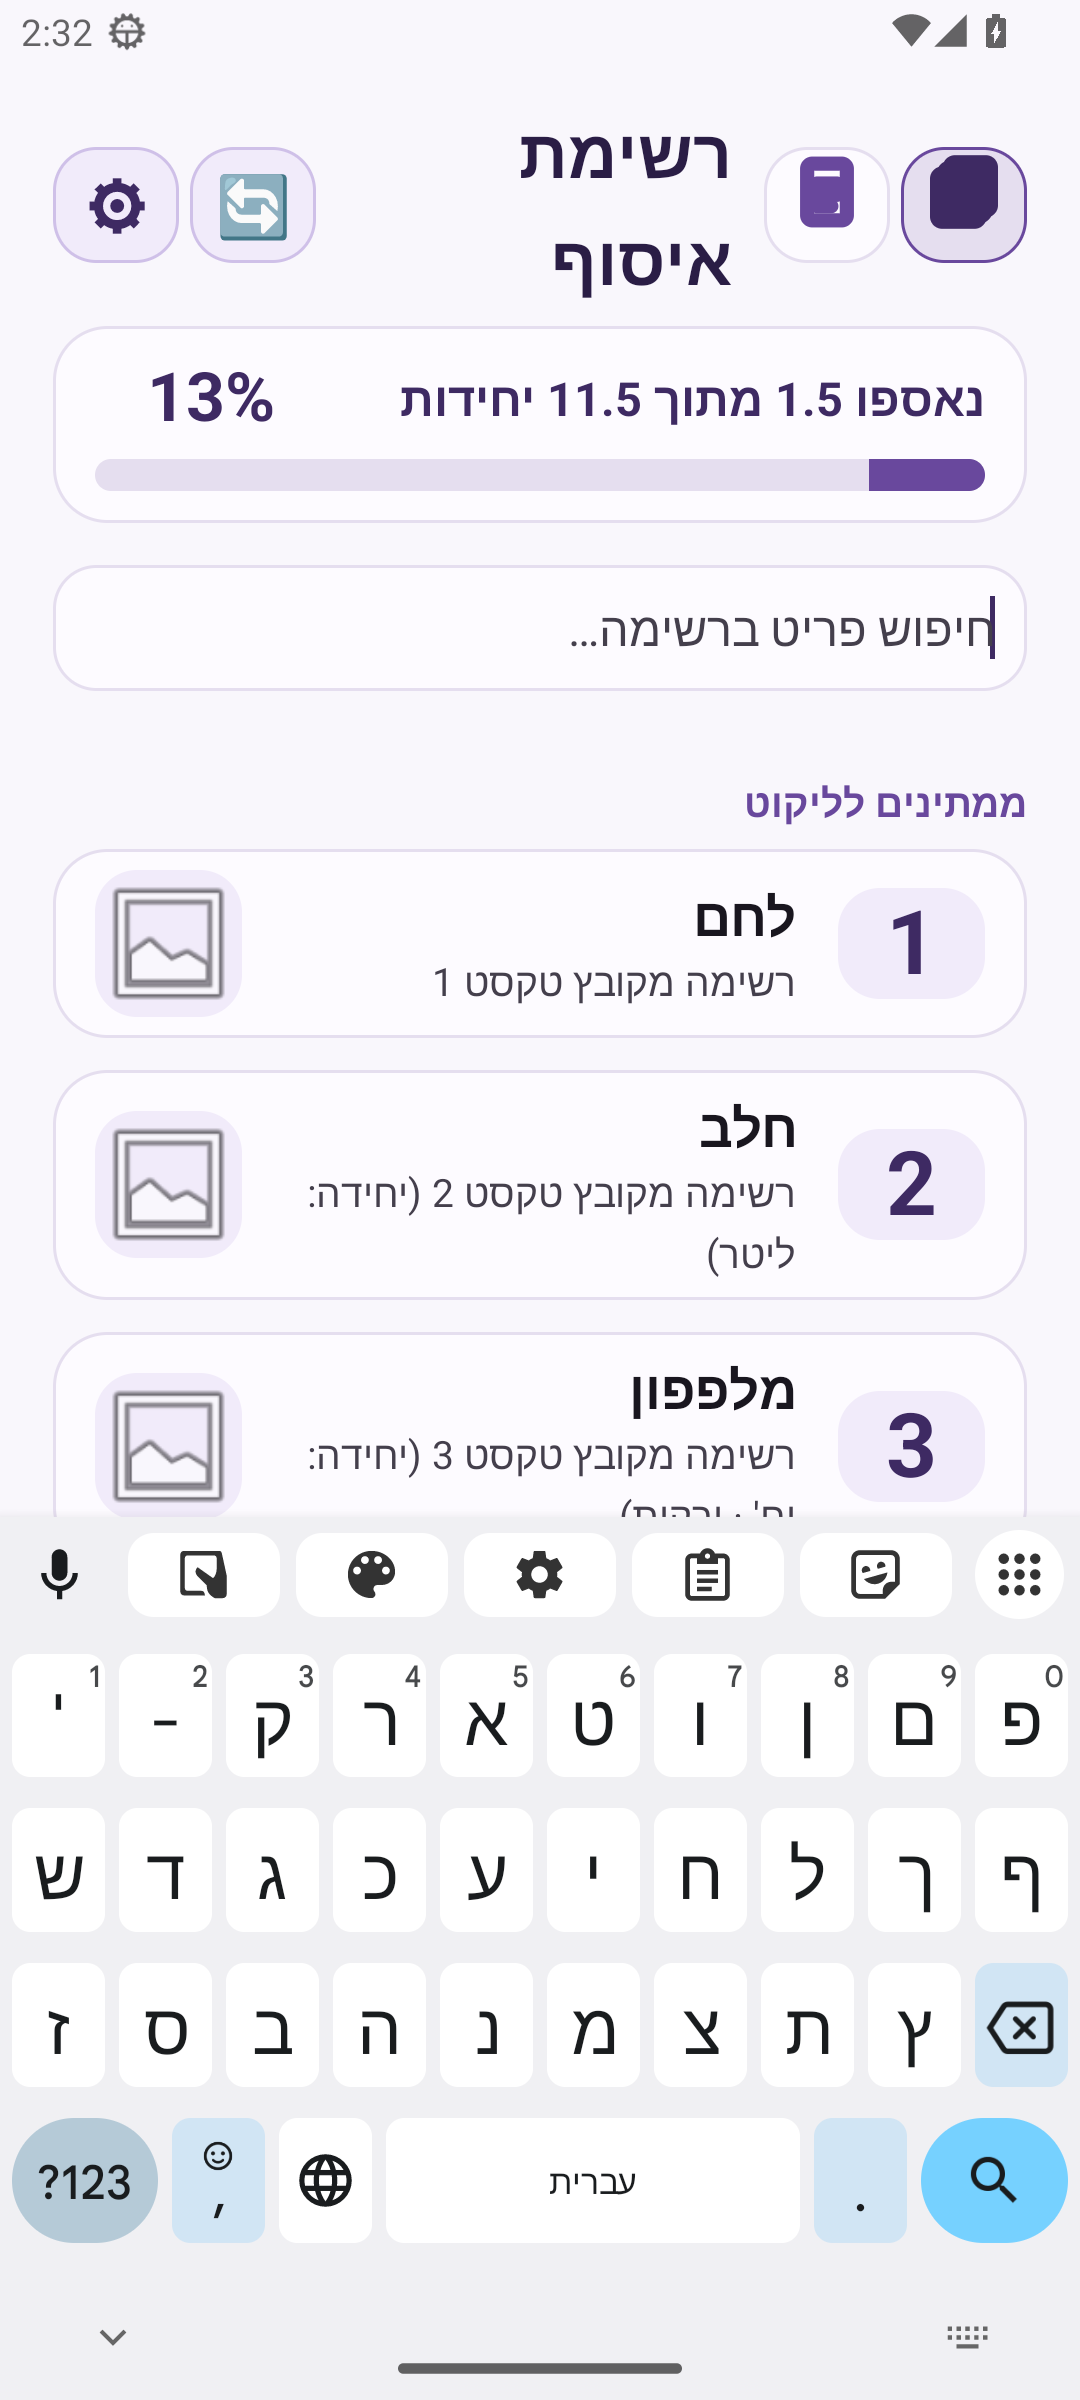 2:32
רשימת
איסוף
נאספו 1.5 מתוך 11.5 יחידות
13%
חיפוש פריט ברשימה...
ממתינים לליקוט
1
לחם
רשימה מקובץ טקסט 1
2
חלב
רשימה מקובץ טקסט 2 (יחידה:
ליטר)
3
מלפפון
רשימה מקובץ טקסט 3 (יחידה:
1 2 3 4 5 6 7 8 9 0
' - ק ר א ט ו ן ם פ
ש ד ג כ ע י ח ל ך ף
ז ס ב ה נ מ צ ת ץ
?123 , עברית .